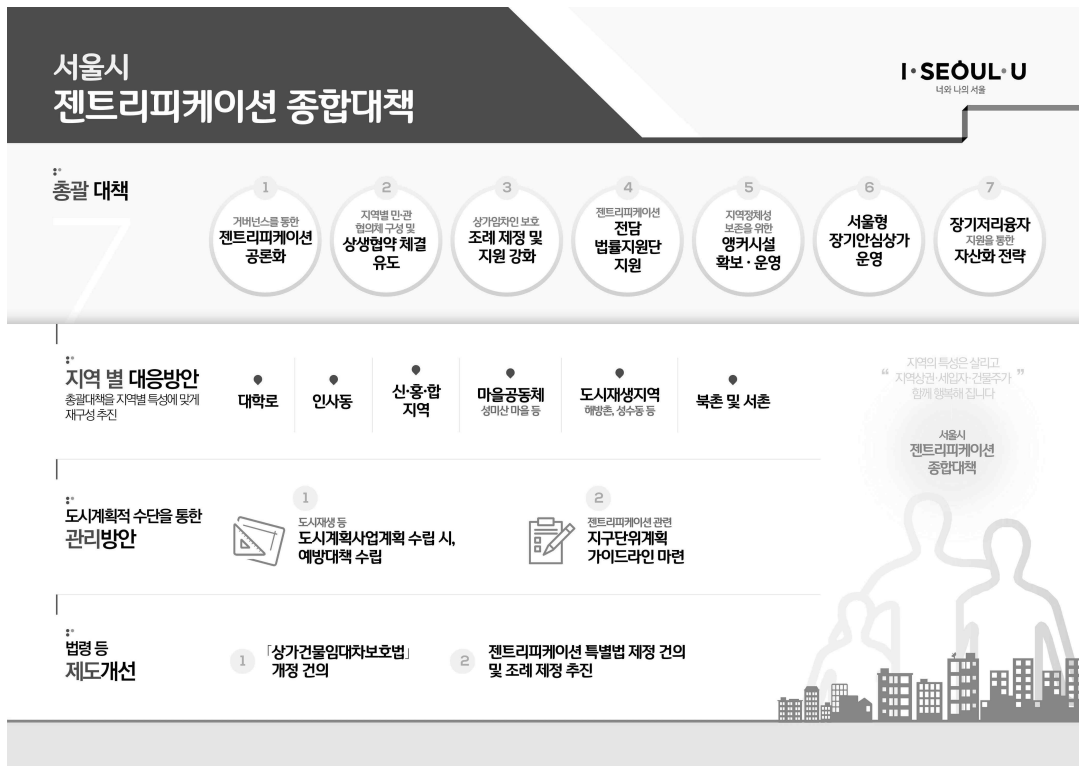 서울시
젠트리피케이션 종합대책
I·SEOUL·U
너와 나의 서울
총괄 대책
7
1
거버넌스를 통한
젠트리피케이션
공론화
2
지역별 민·관
협의체 구성 및
상생협약 체결
유도
3
상가임차인 보호
조례 제정 및
지원 강화
4
젠트리피케이션
전담
법률지원단
지원
5
지역정체성
보존을 위한
앵커시설
확보·운영
6
서울형
장기안심상가
운영
7
장기저리융자
지원을 통한
자산화 전략
지역 별 대응방안
총괄대책을 지역별 특성에 맞게
재구성 추진
대학로
인사동
신·홍·합
지역
마을공동체
성미산 마을 등
도시재생지역
해방촌, 성수동 등
북촌 및 서촌
“ 지역의 특성은 살리고
지역상권·세입자·건물주가
함께 행복해 집니다 ”
서울시
젠트리피케이션
종합대책
도시계획적 수단을 통한
관리방안
1
도시재생 등
도시계획사업계획 수립 시,
예방대책 수립
2
젠트리피케이션 관련
지구단위계획
가이드라인 마련
법령 등
제도개선
1
「상가건물임대차보호법」
개정 건의
2
젠트리피케이션 특별법 제정 건의
및 조례 제정 추진